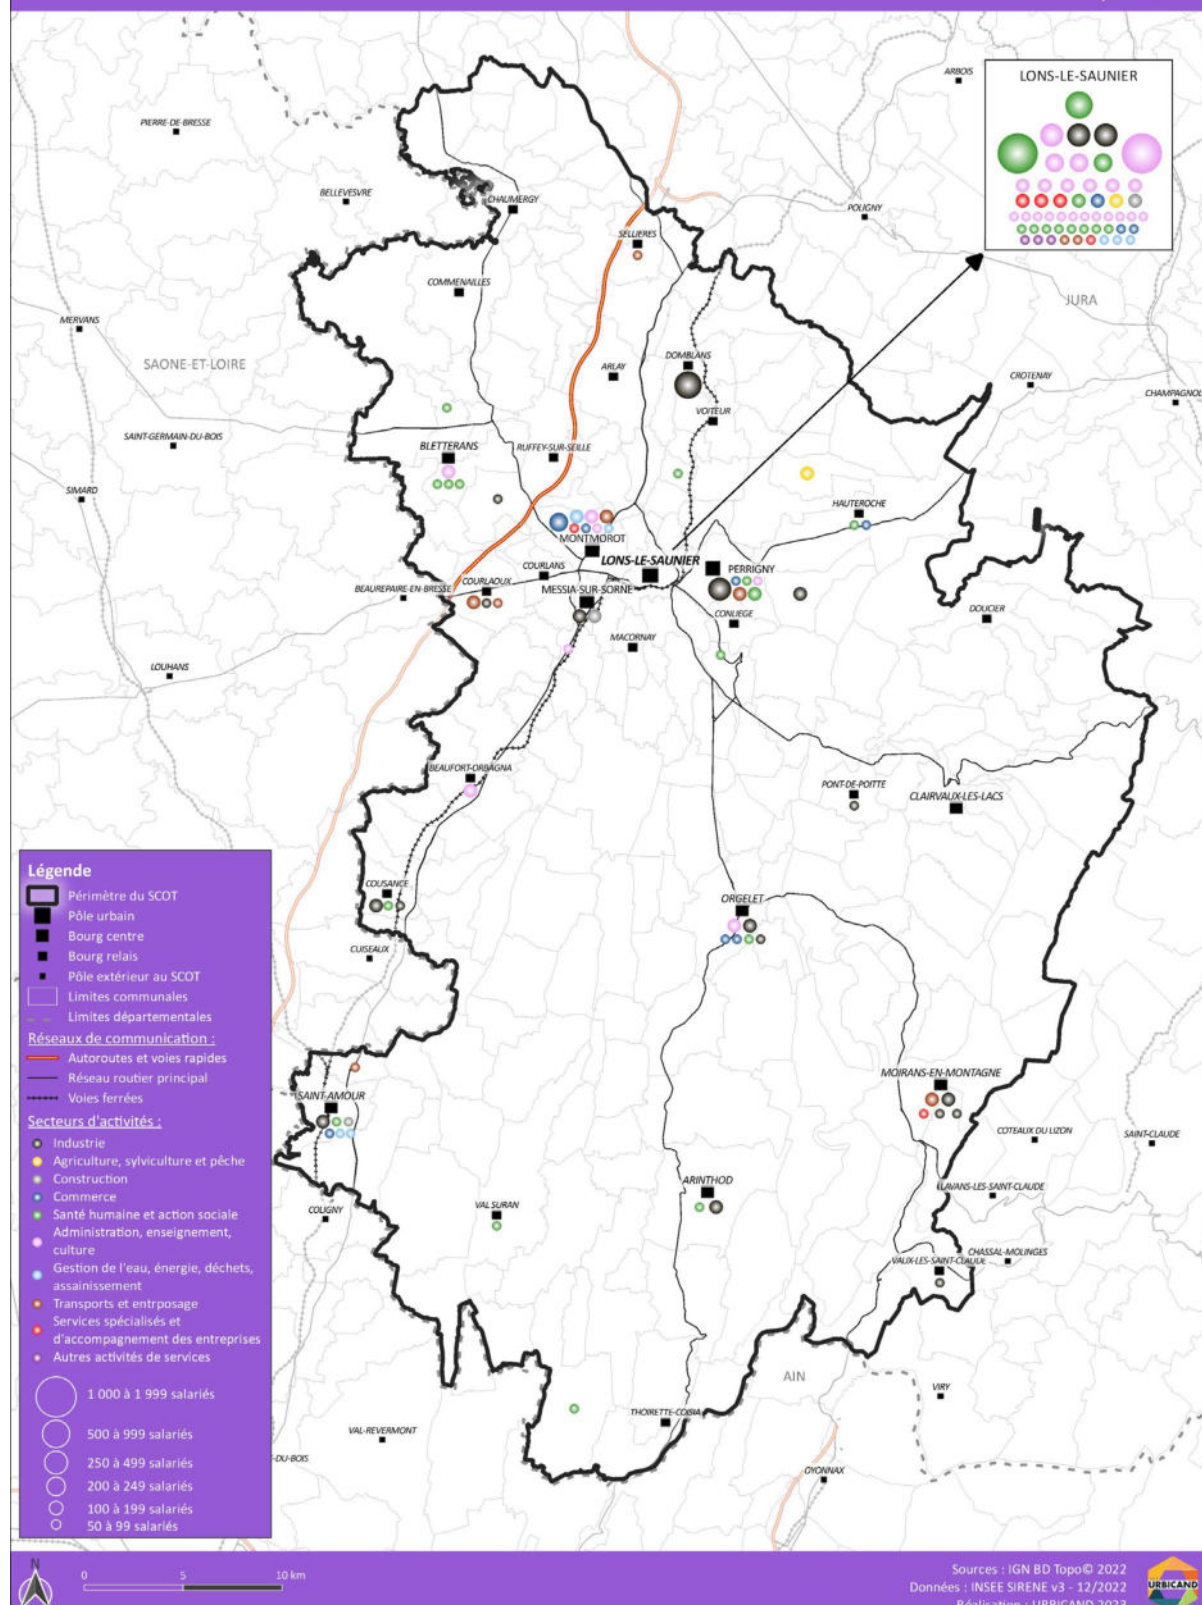 ARBOIS
LONS-LE-SAUNIER
PIERRE-DE-BRESSE
BELLEVESVRE
CHAUMERGY
POLIGNY
SELLIERES
COMMENAILLES
JURA
MERVANS
SAONE-ET-LOIRE
DOMBLANS
ARLAY
CROTENAY
CHAMPAGNOL
VOITEUR
SAINT-GERMAIN-DU-BOIS
BLETTERANS
RUFFEY-SUR-SEILLE
SIMARD
HAUTEROCHE
MONTMOROT
LONS-LE-SAUNIER
PERRIGNY
COURLANS
COURLAOUX
BEAUREPAIRE-EN-BRESSE
MESSIA-SUR-SORNE
DOUCIER
CONLIEGE
MACORNAY
LOUHANS
BEAUFORT-ORBAGNA
PONT-DE-POITTE
CLAIRVAUX-LES-LACS
COUSANCE
ORGELET
CUISEAUX
MOIRANS-EN-MONTAGNE
SAINT-AMOUR
COTEAUX DU LIZON
SAINT-CLAUDE
ARINTHOD
LAVANS-LES-SAINT-CLAUDE
VAL SURAN
COLIGNY
CHASSAL-MOLINGES
VAUX-LES-SAINT-CLAUDE
AIN
VIRY
THOIRETTE-COISIA
VAL-REVERMONT
E-DU-BOIS
OYONNAX
Légende
Périmètre du SCOT
Pôle urbain
Bourg centre
Bourg relais
Pôle extérieur au SCOT
Limites communales
Limites départementales
Réseaux de communication :
Autoroutes et voies rapides
Réseau routier principal
Voies ferrées
Secteurs d'activités :
Industrie
Agriculture, sylviculture et pêche
Construction
Commerce
Santé humaine et action sociale
Administration, enseignement,
culture
Gestion de l'eau, énergie, déchets,
assainissement
Transports et entrposage
Services spécialisés et
d'accompagnement des entreprises
Autres activités de services
1 000 à 1 999 salariés
500 à 999 salariés
250 à 499 salariés
200 à 249 salariés
100 à 199 salariés
50 à 99 salariés
N
0 5 10 km
Sources : IGN BD Topo© 2022
Données : INSEE SIRENE v3 - 12/2022
Réalisation : URBICAND 2023
URBICAND